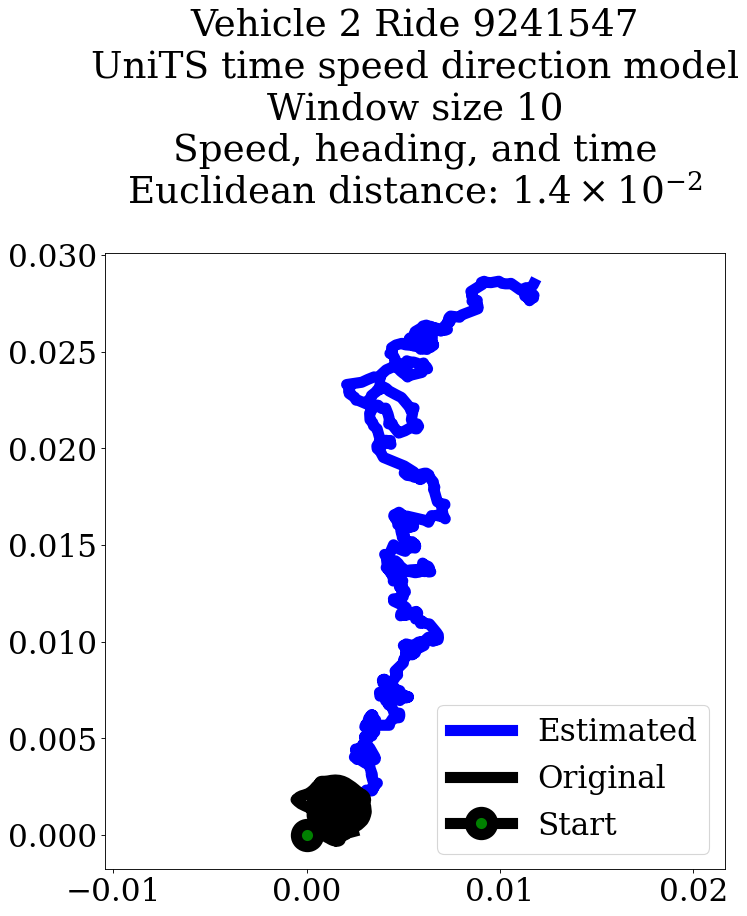 Vehicle 2 Ride 9241547
UniTS time speed direction model
Window size 10
Speed, heading, and time
Euclidean distance: 1.4 × 10⁻²
0.030
0.025
0.020
0.015
0.010
0.005
0.000
Estimated
Original
Start
−0.01 0.00 0.01 0.02